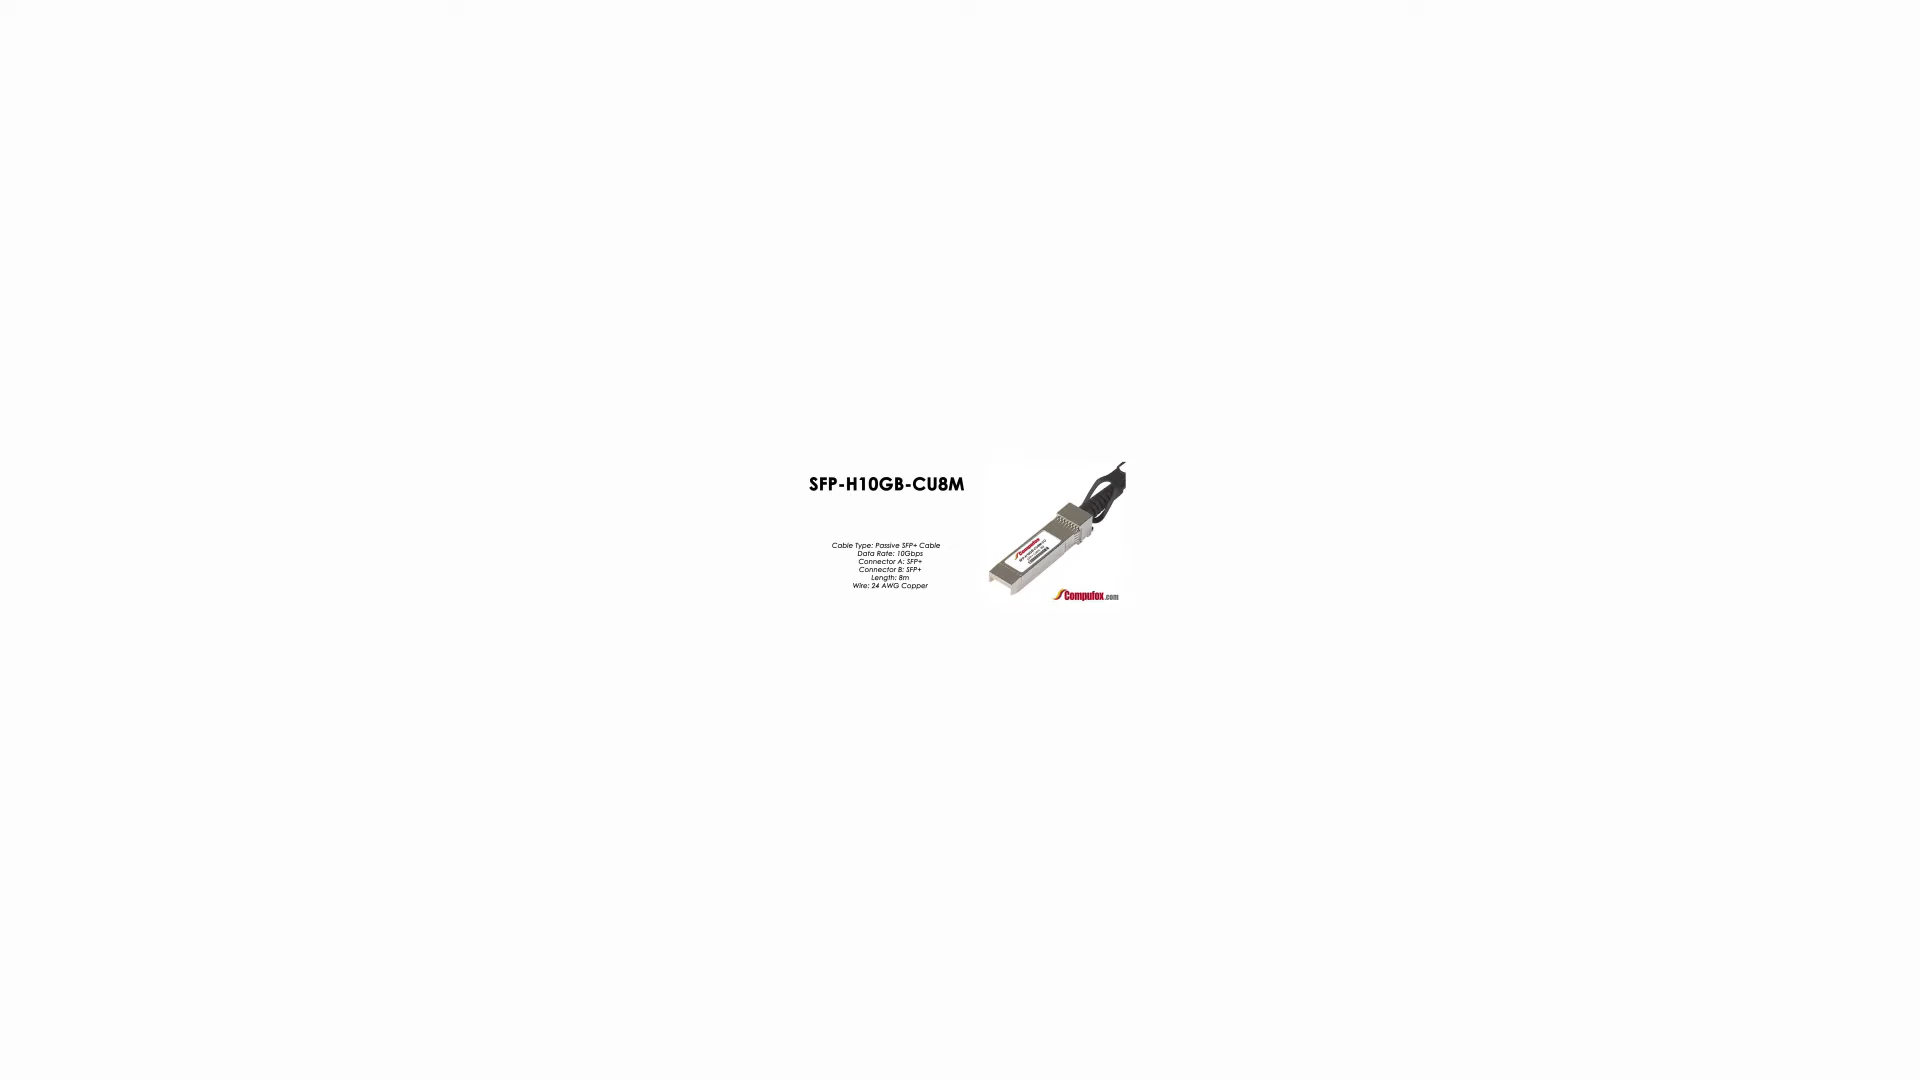 SFP-H10GB-CU8M
Cable Type: Passive SFP+ Cable
Data Rate: 10Gbps
Connector A: SFP+
Connector B: SFP+
Length: 8m
Wire: 24 AWG Copper
Compufox
Compufox.com